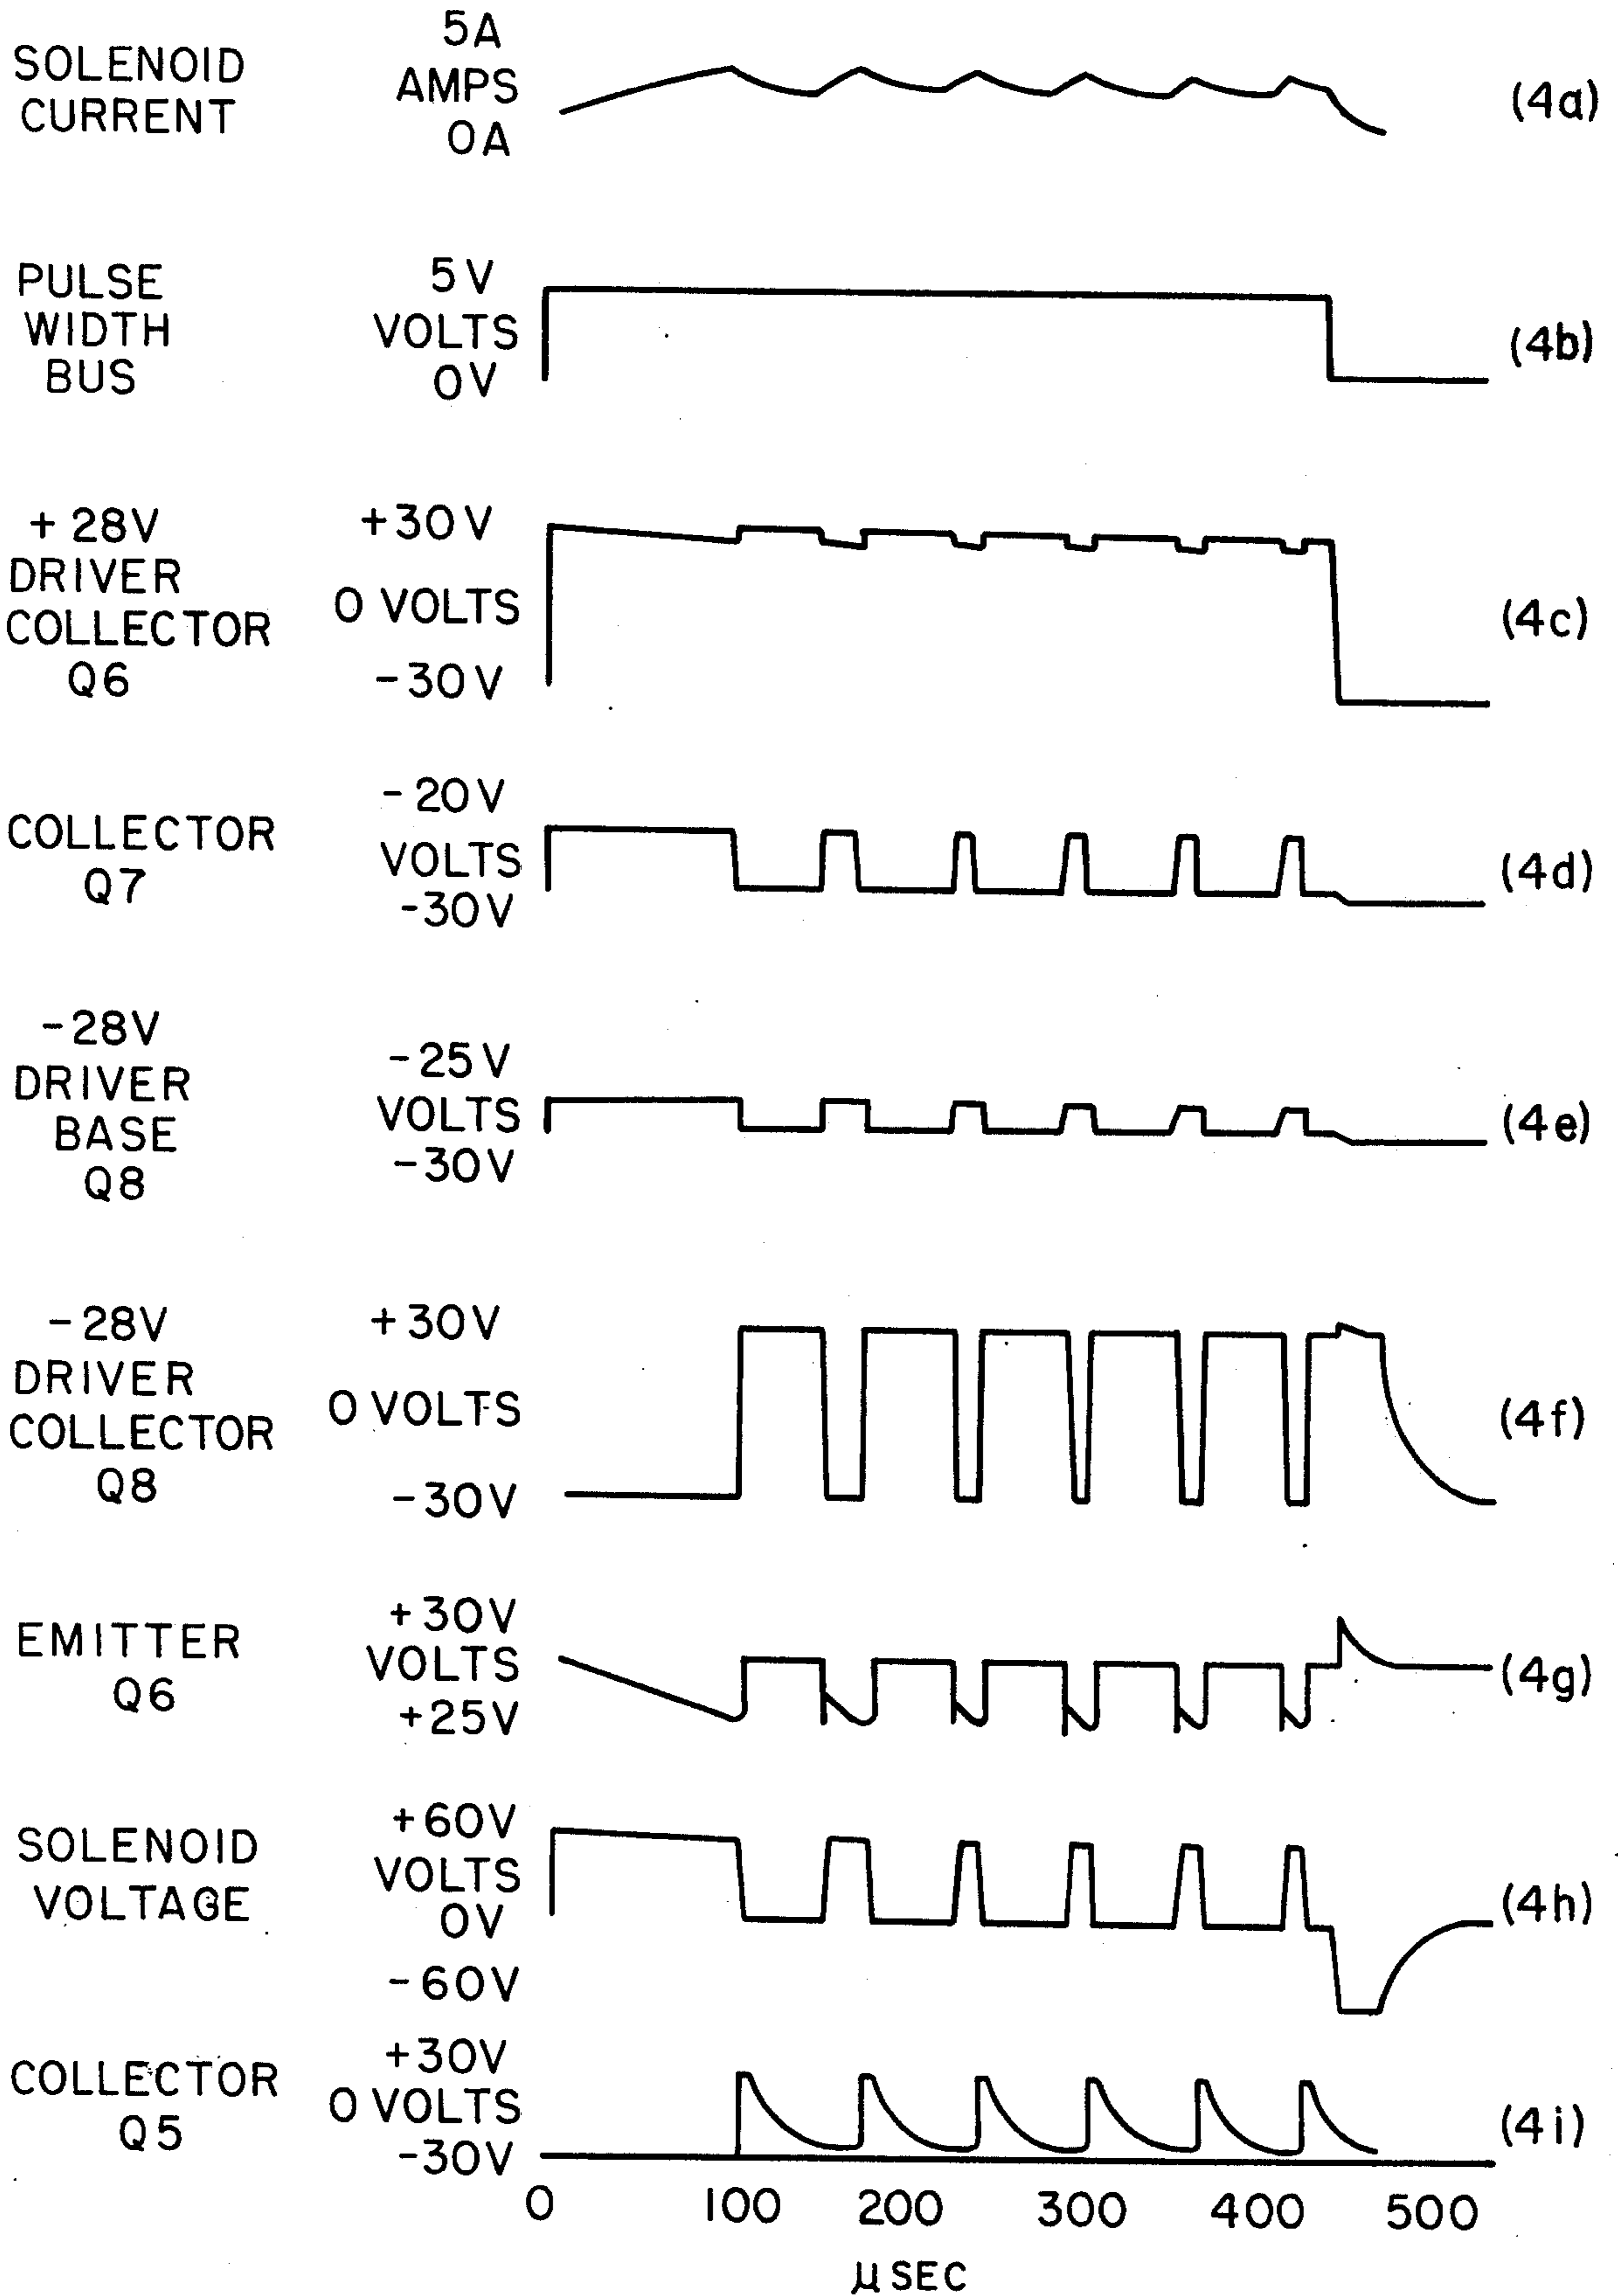 SOLENOID
CURRENT
5A
AMPS
0A
(4a)
PULSE
WIDTH
BUS
5V
VOLTS
0V
(4b)
+28V
DRIVER
COLLECTOR
Q6
+30V
0 VOLTS
-30V
(4c)
COLLECTOR
Q7
-20V
VOLTS
-30V
(4d)
-28V
DRIVER
BASE
Q8
-25V
VOLTS
-30V
(4e)
-28V
DRIVER
COLLECTOR
Q8
+30V
0 VOLTS
-30V
(4f)
EMITTER
Q6
+30V
VOLTS
+25V
(4g)
SOLENOID
VOLTAGE
+60V
VOLTS
0V
-60V
(4h)
COLLECTOR
Q5
+30V
0 VOLTS
-30V
(4i)
0 100 200 300 400 500
μSEC